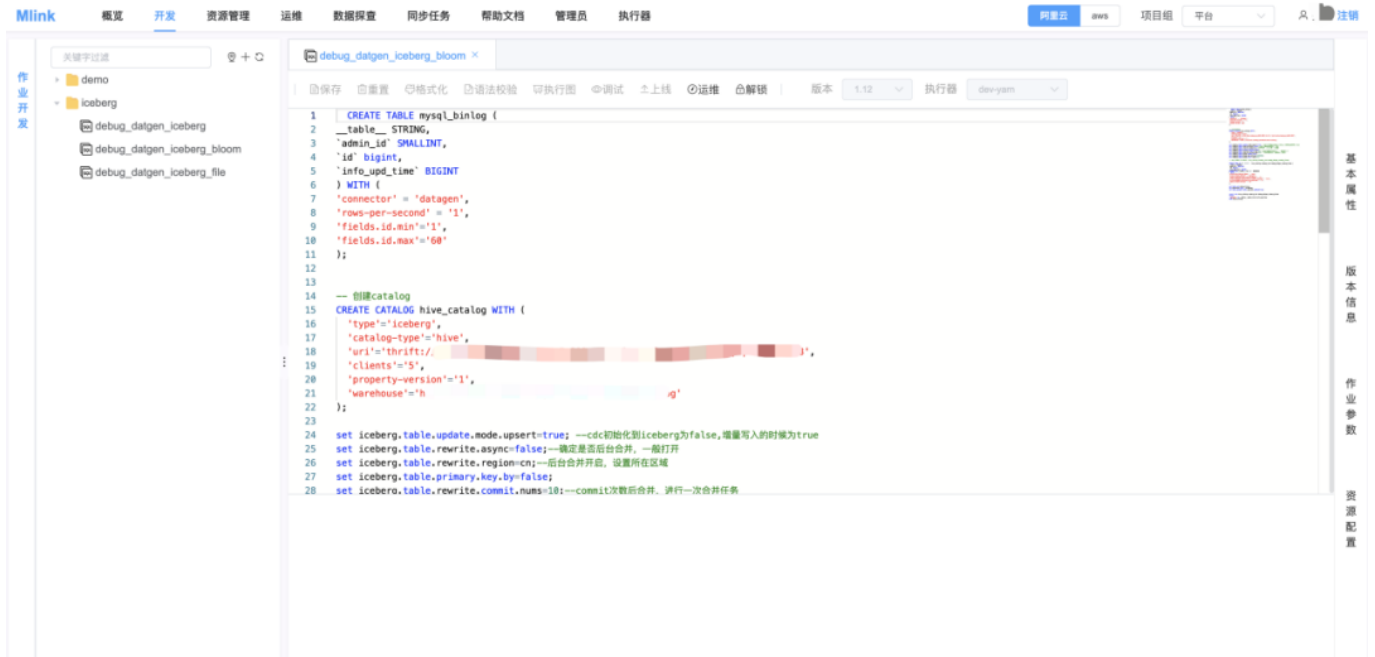 Mlink 概览 开发 资源管理 运维 数据探查 同步任务 帮助文档 管理员 执行器 阿里云 aws 项目组 平台 注销
作业开发
关键字过滤
demo
iceberg
debug_datgen_iceberg
debug_datgen_iceberg_bloom
debug_datgen_iceberg_file
debug_datgen_iceberg_bloom ×
保存 重置 格式化 语法校验 执行图 调试 上线 运维 解锁 版本 1.12 执行器 dev-yarn
1 CREATE TABLE mysql_binlog (
2 __table__ STRING,
3 `admin_id` SMALLINT,
4 `id` bigint,
5 `info_upd_time` BIGINT
6 ) WITH (
7 'connector' = 'datagen',
8 'rows-per-second' = '1',
9 'fields.id.min'='1',
10 'fields.id.max'='60'
11 );
12
13
14 -- 创建catalog
15 CREATE CATALOG hive_catalog WITH (
16 'type'='iceberg',
17 'catalog-type'='hive',
18 'uri'='thrift:/ ',
19 'clients'='5',
20 'property-version'='1',
21 'warehouse'='h g'
22 );
23
24 set iceberg.table.update.mode.upsert=true; --cdc初始化到iceberg为false,增量写入的时候为true
25 set iceberg.table.rewrite.async=false;--确定是否后台合并，一般打开
26 set iceberg.table.rewrite.region=cn;--后台合并开启，设置所在区域
27 set iceberg.table.primary.key.by=false;
28 set iceberg.table.rewrite.commit.nums=10;--commit次数后合并，进行一次合并任务
基本属性
版本信息
作业参数
资源配置